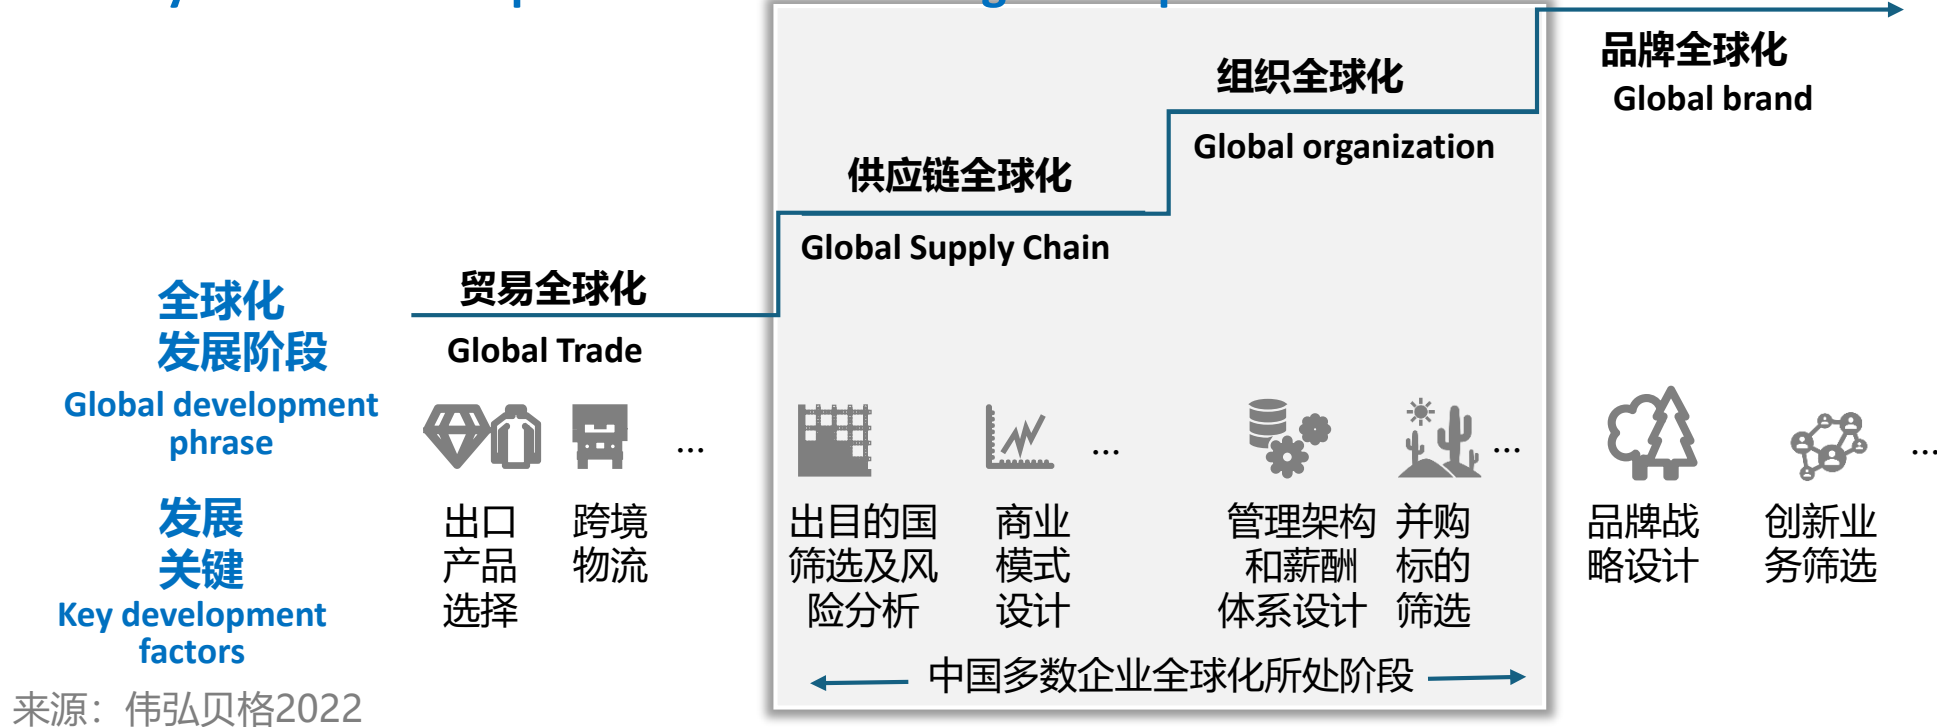 品牌全球化
Global brand
组织全球化
Global organization
供应链全球化
Global Supply Chain
贸易全球化
Global Trade
全球化
发展阶段
Global development
phrase
...
...
...
...
发展
关键
Key development
factors
出口
产品
选择
跨境
物流
出目的国
筛选及风
险分析
商业
模式
设计
管理架构
和薪酬
体系设计
并购
标的
筛选
品牌战
略设计
创新业
务筛选
中国多数企业全球化所处阶段
来源：伟弘贝格2022